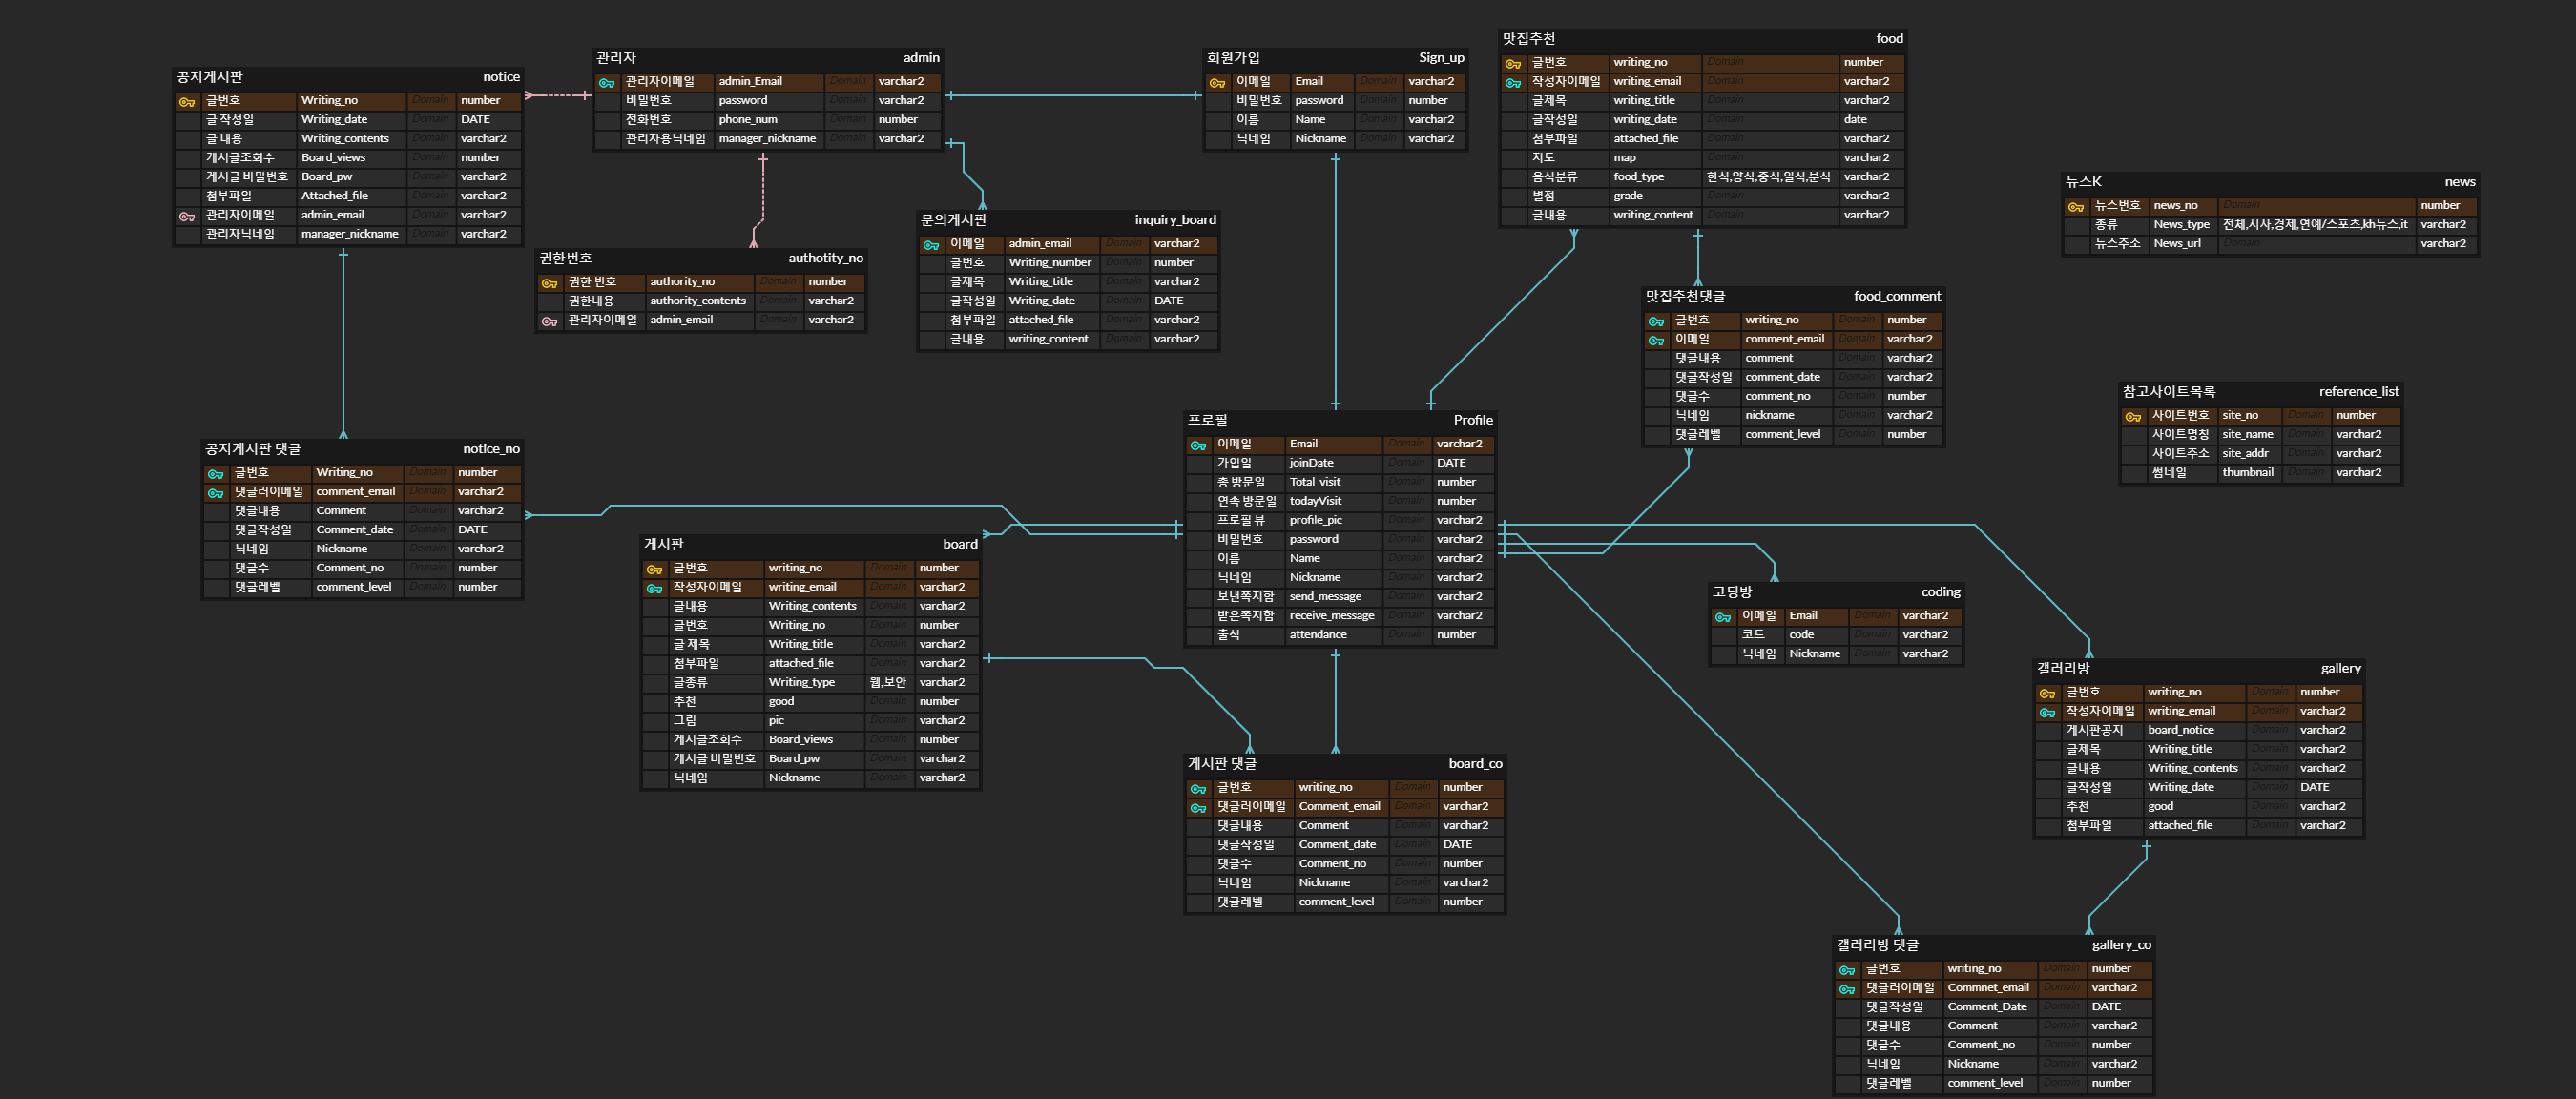 공지게시판 notice
글번호 Writing_no Domain number
글 작성일 Writing_date Domain DATE
글 내용 Writing_contents Domain varchar2
게시글조회수 Board_views Domain number
게시글 비밀번호 Board_pw Domain varchar2
첨부파일 Attached_file Domain varchar2
관리자이메일 admin_email Domain varchar2
관리자닉네임 manager_nickname Domain varchar2
관리자 admin
관리자이메일 admin_Email Domain varchar2
비밀번호 password Domain varchar2
전화번호 phone_num Domain number
관리자용닉네임 manager_nickname Domain varchar2
회원가입 Sign_up
이메일 Email Domain varchar2
비밀번호 password Domain number
이름 Name Domain varchar2
닉네임 Nickname Domain varchar2
맛집추천 food
글번호 writing_no Domain number
작성자이메일 writing_email Domain varchar2
글제목 writing_title Domain varchar2
글작성일 writing_date Domain date
첨부파일 attached_file Domain varchar2
지도 map Domain varchar2
음식분류 food_type 한식,양식,중식,일식,분식 varchar2
별점 grade Domain varchar2
글내용 writing_content Domain varchar2
뉴스K news
뉴스번호 news_no Domain number
종류 News_type 전체,시사,경제,연예/스포츠,kh뉴스,it varchar2
뉴스주소 News_url Domain varchar2
권한번호 authotity_no
권한 번호 authority_no Domain number
권한내용 authority_contents Domain varchar2
관리자이메일 admin_email Domain varchar2
문의게시판 inquiry_board
이메일 admin_email Domain varchar2
글번호 Writing_number Domain number
글제목 Writing_title Domain varchar2
글작성일 Writing_date Domain DATE
첨부파일 attached_file Domain varchar2
글내용 writing_content Domain varchar2
맛집추천댓글 food_comment
글번호 writing_no Domain number
이메일 comment_email Domain varchar2
댓글내용 comment Domain varchar2
댓글작성일 comment_date Domain varchar2
댓글수 comment_no Domain number
닉네임 nickname Domain varchar2
댓글레벨 comment_level Domain number
참고사이트목록 reference_list
사이트번호 site_no Domain number
사이트명칭 site_name Domain varchar2
사이트주소 site_addr Domain varchar2
썸네일 thumbnail Domain varchar2
공지게시판 댓글 notice_no
글번호 Writing_no Domain number
댓글러이메일 comment_email Domain varchar2
댓글내용 Comment Domain varchar2
댓글작성일 Comment_date Domain DATE
닉네임 Nickname Domain varchar2
댓글수 Comment_no Domain number
댓글레벨 comment_level Domain number
프로필 Profile
이메일 Email Domain varchar2
가입일 joinDate Domain DATE
총 방문일 Total_visit Domain number
연속 방문일 todayVisit Domain number
프로필 뷰 profile_pic Domain varchar2
비밀번호 password Domain varchar2
이름 Name Domain varchar2
닉네임 Nickname Domain varchar2
보낸쪽지함 send_message Domain varchar2
받은쪽지함 receive_message Domain varchar2
출석 attendance Domain number
게시판 board
글번호 writing_no Domain number
작성자이메일 writing_email Domain varchar2
글내용 Writing_contents Domain varchar2
글번호 Writing_no Domain number
글 제목 Writing_title Domain varchar2
첨부파일 attached_file Domain varchar2
글종류 Writing_type 웹,보안 varchar2
추천 good Domain number
그림 pic Domain varchar2
게시글조회수 Board_views Domain number
게시글 비밀번호 Board_pw Domain varchar2
닉네임 Nickname Domain varchar2
코딩방 coding
이메일 Email Domain varchar2
코드 code Domain varchar2
닉네임 Nickname Domain varchar2
갤러리방 gallery
글번호 writing_no Domain number
작성자이메일 writing_email Domain varchar2
게시판공지 board_notice Domain varchar2
글제목 Writing_title Domain varchar2
글내용 Writing_contents Domain varchar2
글작성일 Writing_date Domain DATE
추천 good Domain varchar2
첨부파일 attached_file Domain varchar2
게시판 댓글 board_co
글번호 writing_no Domain number
댓글러이메일 Comment_email Domain varchar2
댓글내용 Comment Domain varchar2
댓글작성일 Comment_date Domain DATE
댓글수 Comment_no Domain number
닉네임 Nickname Domain varchar2
댓글레벨 comment_level Domain number
갤러리방 댓글 gallery_co
글번호 writing_no Domain number
댓글러이메일 Commnet_email Domain varchar2
댓글작성일 Comment_Date Domain DATE
댓글내용 Comment Domain varchar2
댓글수 Comment_no Domain number
닉네임 Nickname Domain varchar2
댓글레벨 comment_level Domain number